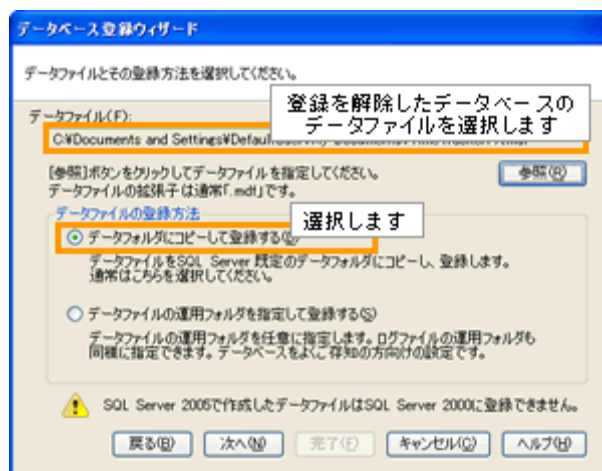 データベース登録ウィザード
データファイルとその登録方法を選択してください。
登録を解除したデータベースの
データファイルを選択します
データファイル(F):
C:¥Documents and Settings¥Default
[参照]ボタンをクリックしてデータファイルを指定してください。
データファイルの拡張子は通常「.mdf」です。
参照(R)
データファイルの登録方法
選択します
データフォルダにコピーして登録する
データファイルをSQL Server 既定のデータフォルダにコピーし、登録します。
通常はこちらを選択してください。
データファイルの運用フォルダを指定して登録する(S)
データファイルの運用フォルダを任意に指定します。ログファイルの運用フォルダも
同様に指定できます。データベースをよくご存知の方向けの設定です。
SQL Server 2005で作成したデータファイルはSQL Server 2000に登録できません。
戻る(B)
次へ(N)
完了(F)
キャンセル(C)
ヘルプ(H)